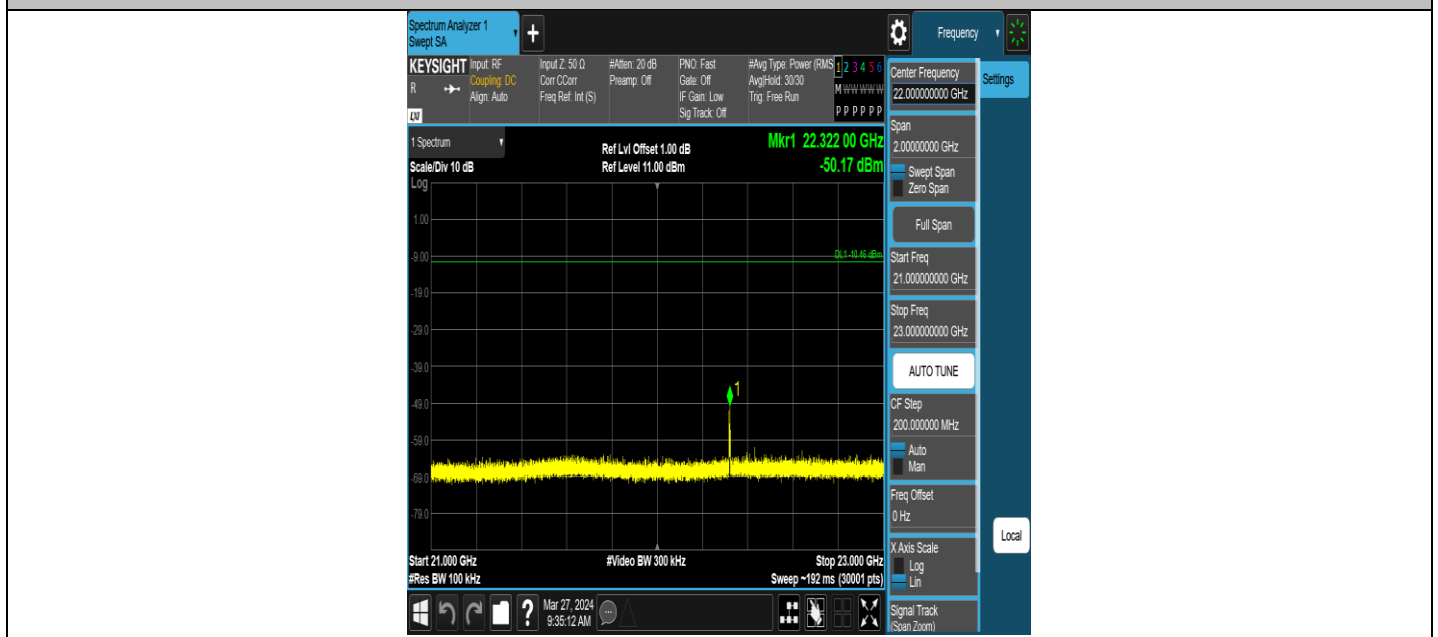 Spectrum Analyzer 1
Swept SA
Frequency
KEYSIGHT
R
LXI
Input: RF
Coupling: DC
Align: Auto
Input Z: 50 Ω
Corr CCorr
Freq Ref: Int (S)
#Atten: 20 dB
Preamp: Off
PNO: Fast
Gate: Off
IF Gain: Low
Sig Track: Off
#Avg Type: Power (RMS
Avg|Hold: 30/30
Trig: Free Run
1 2 3 4 5 6
M W W W W W
P P P P P P
1 Spectrum
Scale/Div 10 dB
Ref Lvl Offset 1.00 dB
Ref Level 11.00 dBm
Mkr1 22.322 00 GHz
-50.17 dBm
Log
1.00
-9.00
-19.0
-29.0
-39.0
-49.0
-59.0
-69.0
-79.0
DL1 -10.46 dBm
1
Start 21.000 GHz
#Res BW 100 kHz
#Video BW 300 kHz
Stop 23.000 GHz
Sweep ~192 ms (30001 pts)
Center Frequency
22.000000000 GHz
Settings
Span
2.00000000 GHz
Swept Span
Zero Span
Full Span
Start Freq
21.000000000 GHz
Stop Freq
23.000000000 GHz
AUTO TUNE
CF Step
200.000000 MHz
Auto
Man
Freq Offset
0 Hz
X Axis Scale
Log
Lin
Local
Signal Track
(Span Zoom)
?
Mar 27, 2024
9:35:12 AM